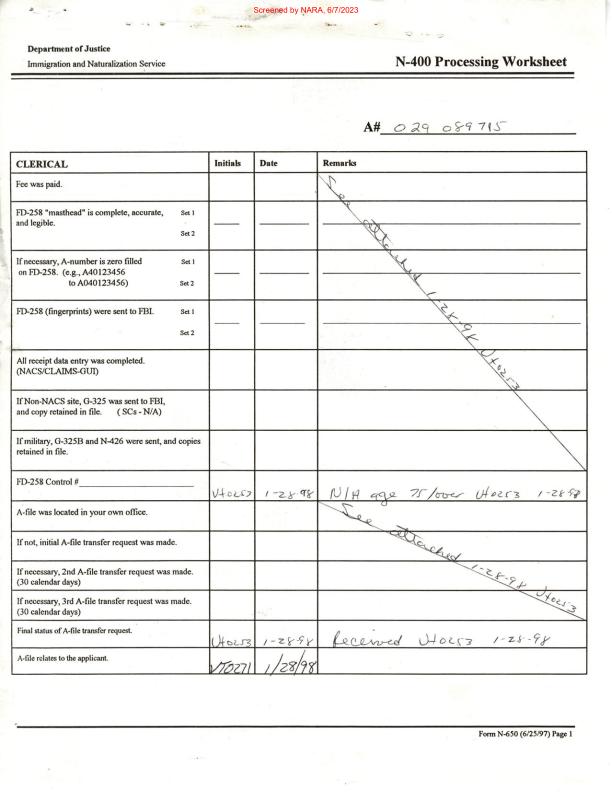 Screened by NARA, 6/7/2023
Department of Justice
Immigration and Naturalization Service
N-400 Processing Worksheet
A# 029 089715
CLERICAL Initials Date Remarks
Fee was paid.
See attached 1-28-98 Vt0253
FD-258 "masthead" is complete, accurate, Set 1
and legible.
Set 2
If necessary, A-number is zero filled Set 1
on FD-258. (e.g., A40123456
to A040123456) Set 2
FD-258 (fingerprints) were sent to FBI. Set 1
Set 2
All receipt data entry was completed.
(NACS/CLAIMS-GUI)
If Non-NACS site, G-325 was sent to FBI,
and copy retained in file. ( SCs - N/A)
If military, G-325B and N-426 were sent, and copies
retained in file.
FD-258 Control #
Vt0253 1-28-98 N/A age 75/over Vt0253 1-28-98
A-file was located in your own office.
See attached 1-28-98 Vt0253
If not, initial A-file transfer request was made.
If necessary, 2nd A-file transfer request was made.
(30 calendar days)
If necessary, 3rd A-file transfer request was made.
(30 calendar days)
Final status of A-file transfer request.
Vt0253 1-28-98 Received Vt0253 1-28-98
A-file relates to the applicant.
VT0271 1/28/98
Form N-650 (6/25/97) Page 1